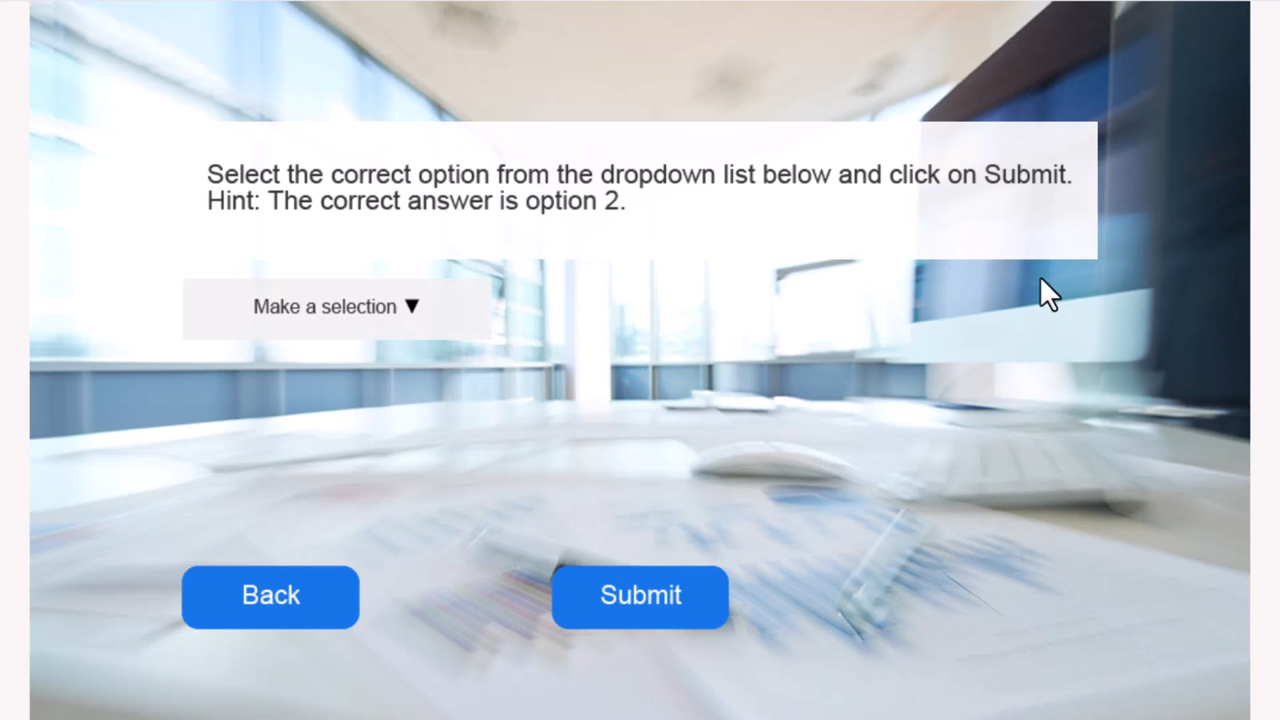 Select the correct option from the dropdown list below and click on Submit.
Hint: The correct answer is option 2.
Make a selection ▼
Back
Submit